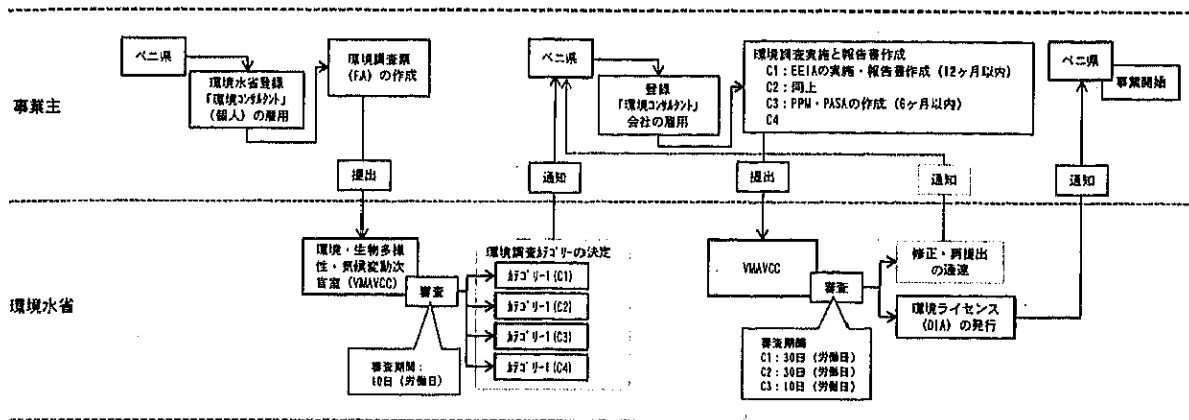 事業主
ベニ県
環境水省登録
「環境コンサルタント」
(個人)の雇用
環境調査票
(FA)の作成
提出
ベニ県
通知
登録
「環境コンサルタント」
会社の雇用
環境調査実施と報告書作成
C1:EEIAの実施・報告書作成(12ヶ月以内)
C2:同上
C3:PPM・PASAの作成(6ヶ月以内)
C4
提出
通知
ベニ県
事業開始
通知
環境水省
環境・生物多様
性・気候変動次
官室(VMAVCC)
審査
審査期間:
10日(労働日)
環境調査カテゴリーの決定
カテゴリー1(C1)
カテゴリー1(C2)
カテゴリー1(C3)
カテゴリー1(C4)
VMAVCC
審査
審査期間
C1:30日(労働日)
C2:30日(労働日)
C3:10日(労働日)
修正・再提出
の通達
環境ライセンス
(DIA)の発行